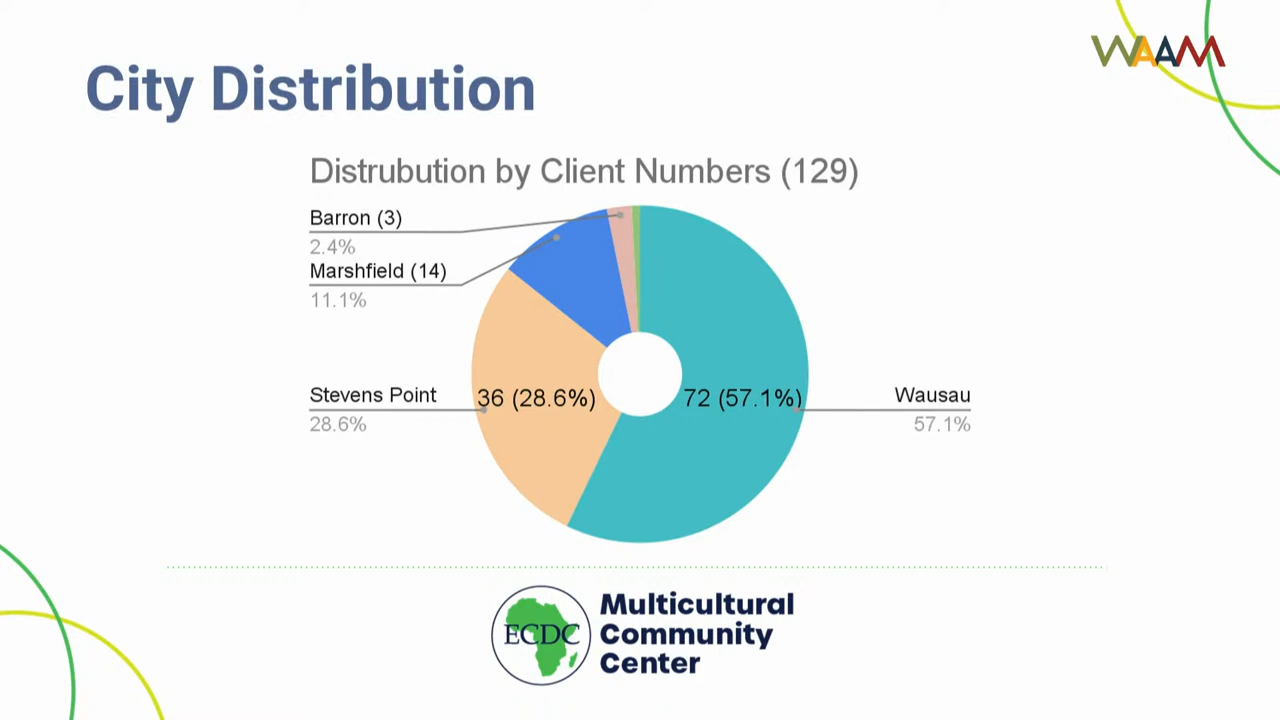 WAAM
City Distribution
Distrubution by Client Numbers (129)
Barron (3)
2.4%
Marshfield (14)
11.1%
Stevens Point
28.6%
36 (28.6%)
72 (57.1%)
Wausau
57.1%
ECDC
Multicultural
Community
Center